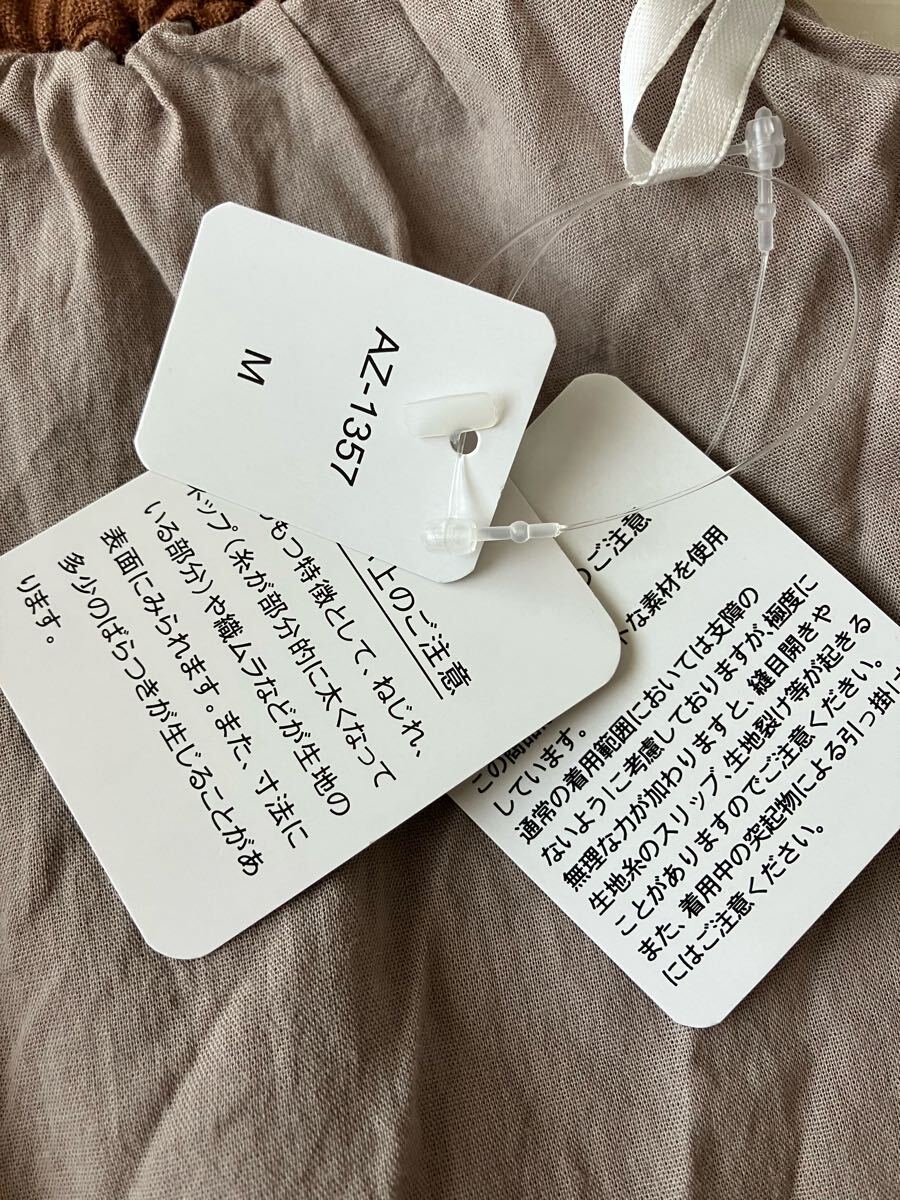 AZ-1357
M
上のご注意
もつ特徴として、ねじれ、
ネップ(糸が部分的に太くなって
いる部分)や織ムラなどが生地の
表面にみられます。また、寸法に
多少のばらつきが生じることがあ
ります。
のご注意
この商品
な素材を使用
しています。
通常の着用範囲においては支障の
ないように考慮しておりますが、極度に
無理な力が加わりますと、縫目開きや
生地糸のスリップ、生地裂け等が起きる
ことがありますのでご注意ください。
また、着用中の突起物による引っ掛け
にはご注意ください。